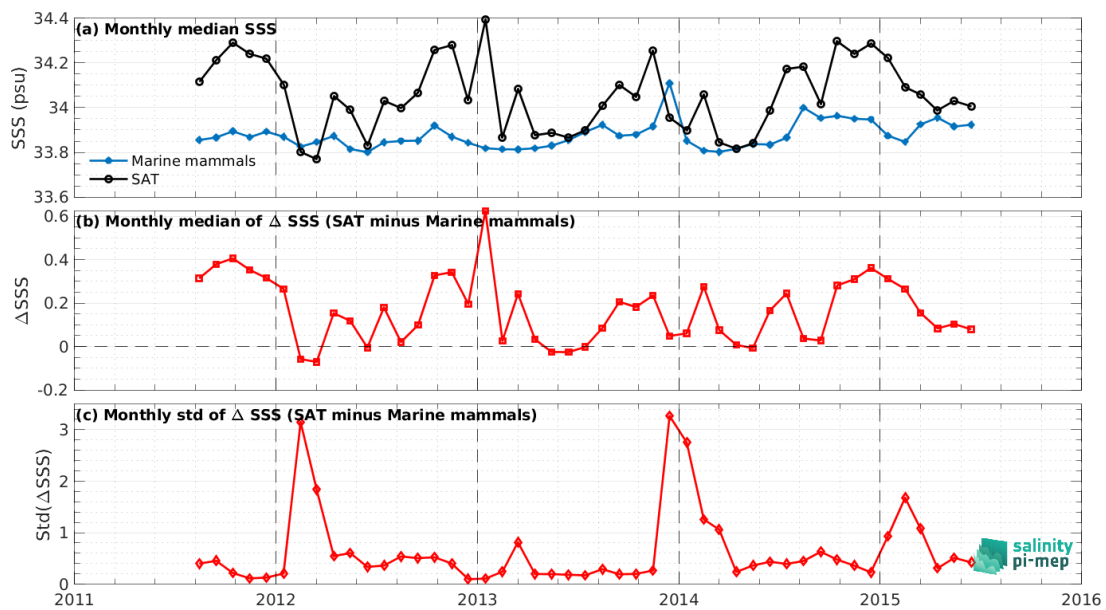 (a) Monthly median SSS
34.4
34.2
34
33.8
33.6
SSS (psu)
Marine mammals
SAT
(b) Monthly median of Δ SSS (SAT minus Marine mammals)
0.6
0.4
0.2
0
-0.2
ΔSSS
(c) Monthly std of Δ SSS (SAT minus Marine mammals)
3
2
1
0
Std(ΔSSS)
salinity
pi-mep
2011 2012 2013 2014 2015 2016